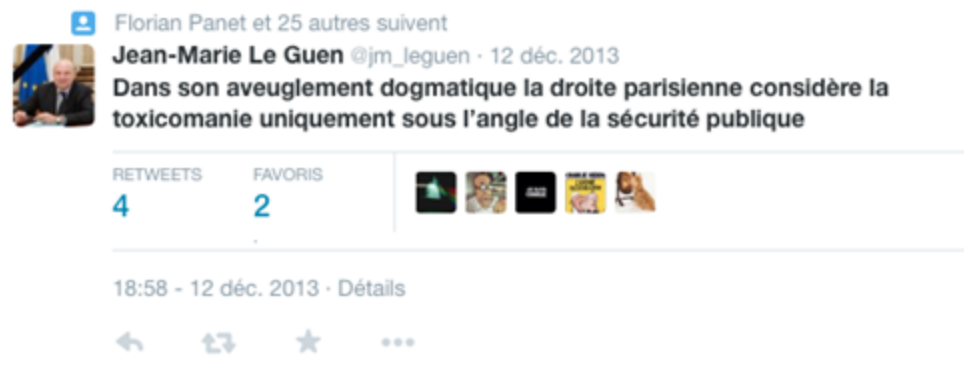 Florian Panet et 25 autres suivent
Jean-Marie Le Guen @jm_leguen · 12 déc. 2013
Dans son aveuglement dogmatique la droite parisienne considère la
toxicomanie uniquement sous l'angle de la sécurité publique
RETWEETS FAVORIS
4 2
18:58 - 12 déc. 2013 · Détails